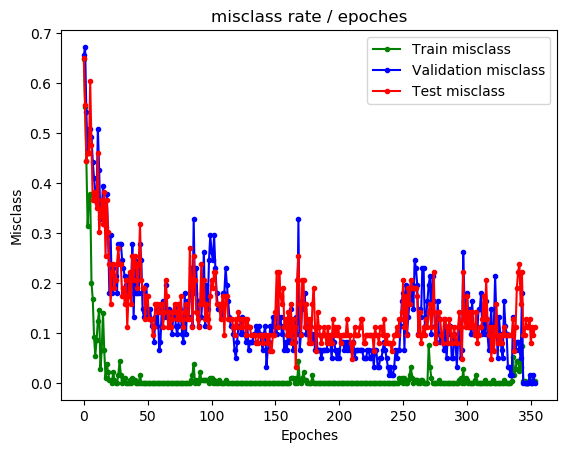 misclass rate / epoches
0.7
0.6
0.5
0.4
0.3
0.2
0.1
0.0
Misclass
Train misclass
Validation misclass
Test misclass
0
50
100
150
200
250
300
350
Epoches